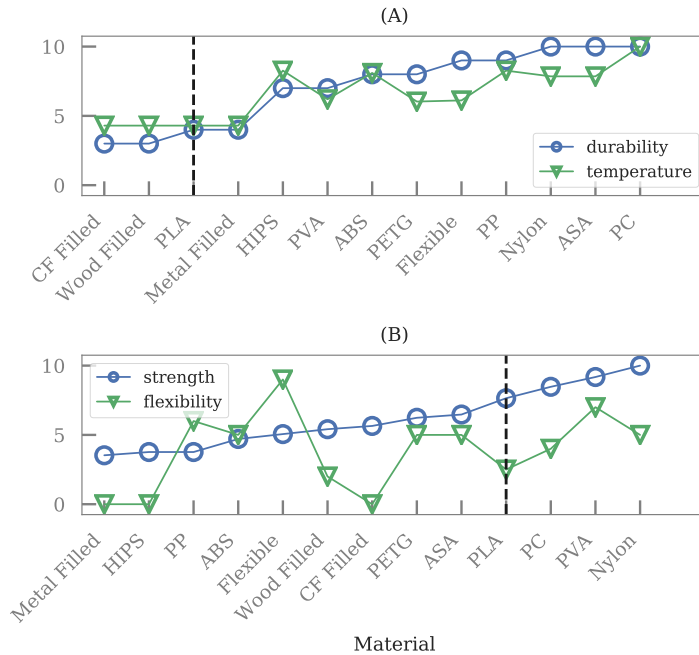 (A)
10
5
0
durability
temperature
CF Filled
Wood Filled
PLA
Metal Filled
HIPS
PVA
ABS
PETG
Flexible
PP
Nylon
ASA
PC
(B)
10
5
0
strength
flexibility
Metal Filled
HIPS
PP
ABS
Flexible
Wood Filled
CF Filled
PETG
ASA
PLA
PC
PVA
Nylon
Material